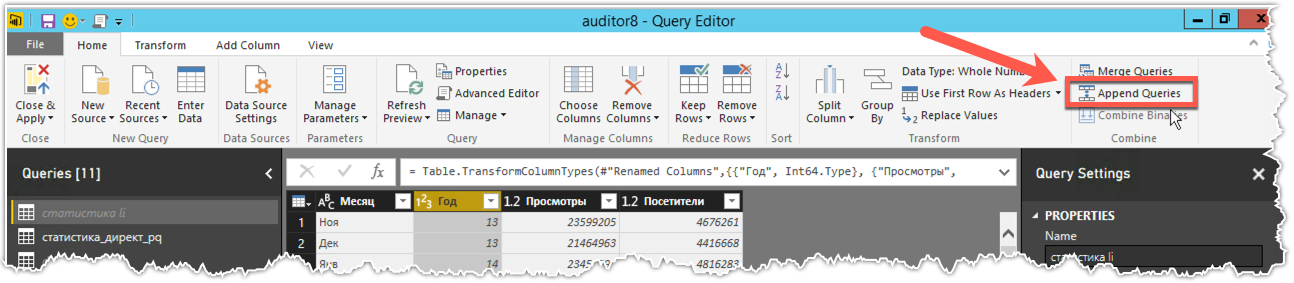 auditor8 - Query Editor
File Home Transform Add Column View
Close & Apply
New Source
Recent Sources
Enter Data
Data Source Settings
Manage Parameters
Refresh Preview
Properties
Advanced Editor
Manage
Choose Columns
Remove Columns
Keep Rows
Remove Rows
Split Column
Group By
Data Type: Whole
Use First Row As Headers
Replace Values
Merge Queries
Append Queries
Combine Binaries
Close New Query Data Sources Parameters Query Manage Columns Reduce Rows Sort Transform Combine
Queries [11]
= Table.TransformColumnTypes(#"Renamed Columns",{{"Год", Int64.Type}, {"Просмотры",
Query Settings
Месяц Год 1.2 Просмотры 1.2 Посетители
1 Ноя 13 23599205 4676261
2 Дек 13 21464963 4416668
Янв 14 4816283
статистика li
статистика_директ_pq
PROPERTIES
Name
статистика li